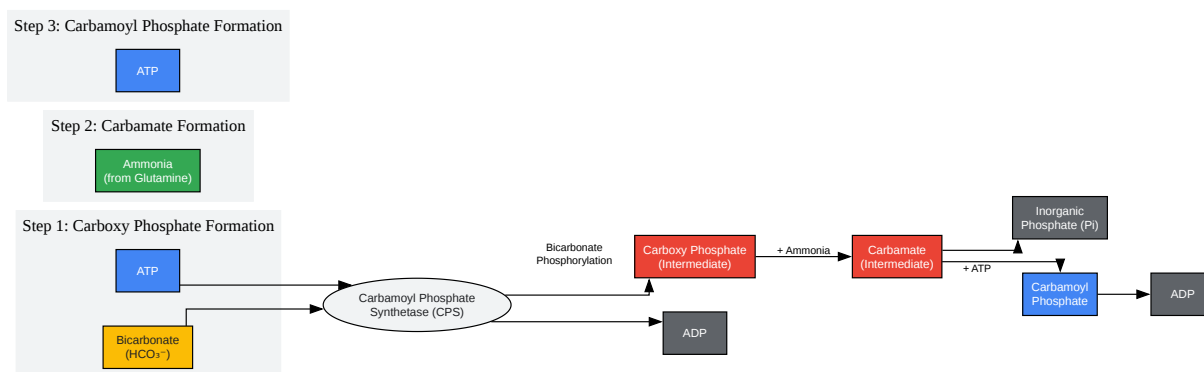 Step 3: Carbamoyl Phosphate Formation
ATP
Step 2: Carbamate Formation
Ammonia
(from Glutamine)
Step 1: Carboxy Phosphate Formation
ATP
Bicarbonate
(HCO₃⁻)
Carbamoyl Phosphate
Synthetase (CPS)
Bicarbonate
Phosphorylation
Carboxy Phosphate
(Intermediate)
ADP
+ Ammonia
Carbamate
(Intermediate)
Inorganic
Phosphate (Pi)
+ ATP
Carbamoyl
Phosphate
ADP